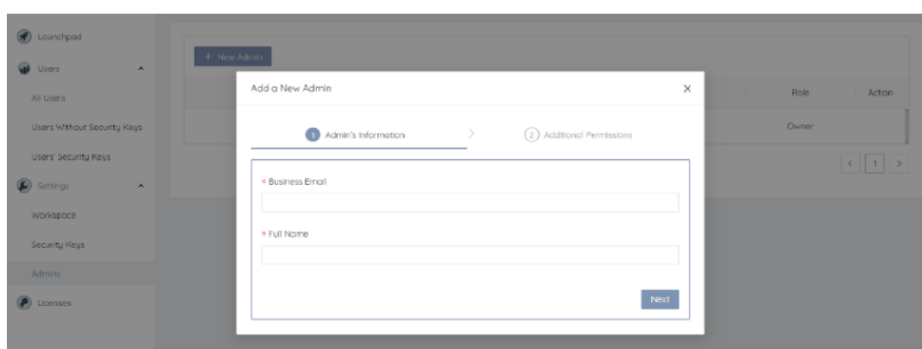 Launchpad
Users
All Users
Users Without Security Keys
Users' Security Keys
Settings
Workspace
Security Keys
Admins
Licenses
+ New Admin
Role Action
Owner
< 1 >
Add a New Admin X
1 Admin's Information > 2 Additional Permissions
* Business Email
* Full Name
Next